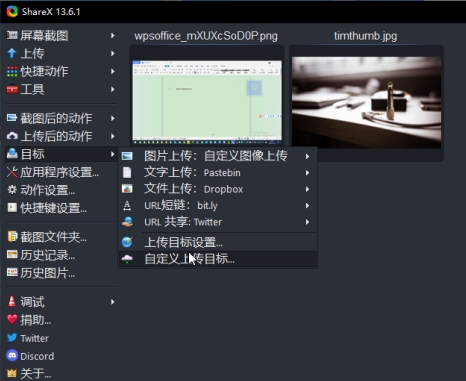 ShareX 13.6.1
屏幕截图
上传
快捷动作
工具
截图后的动作
上传后的动作
目标
应用程序设置...
动作设置...
快捷键设置...
截图文件夹...
历史记录...
历史图片...
调试
捐助...
Twitter
Discord
关于...
wpsoffice_mXUXcSoD0P.png
timthumb.jpg
图片上传：自定义图像上传
文字上传：Pastebin
文件上传：Dropbox
URL短链：bit.ly
URL 共享: Twitter
上传目标设置...
自定义上传目标...